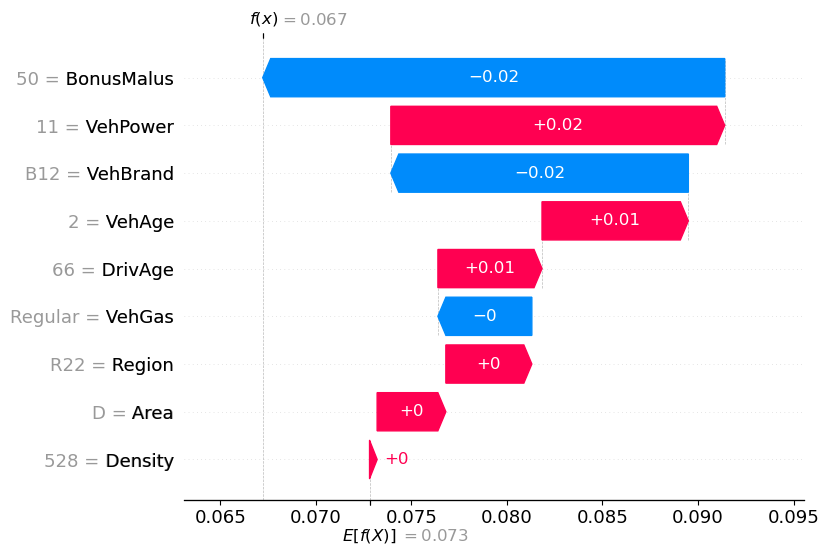 f(x) = 0.067
50 = BonusMalus −0.02
11 = VehPower +0.02
B12 = VehBrand −0.02
2 = VehAge +0.01
66 = DrivAge +0.01
Regular = VehGas −0
R22 = Region +0
D = Area +0
528 = Density +0
0.065 0.070 0.075 0.080 0.085 0.090 0.095
E[f(X)] = 0.073